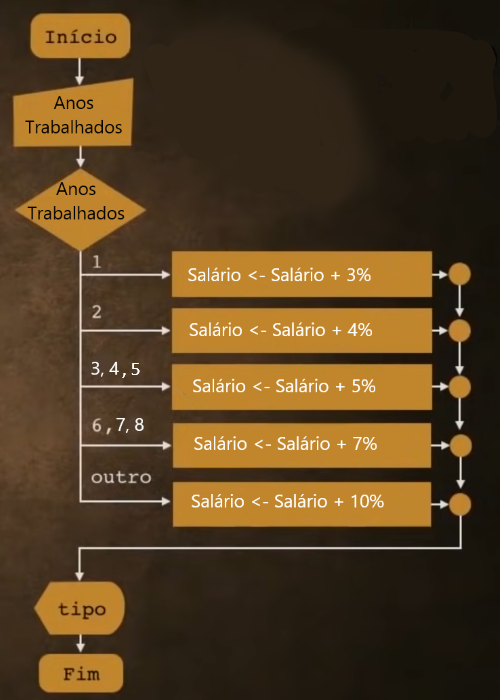 Início
Anos
Trabalhados
Anos
Trabalhados
1
Salário <- Salário + 3%
2
Salário <- Salário + 4%
3, 4,5
Salário <- Salário + 5%
6,7, 8
Salário <- Salário + 7%
outro
Salário <- Salário + 10%
tipo
Fim